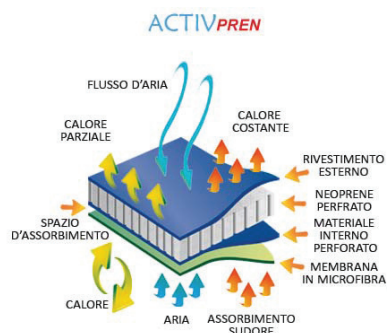 ACTIVPREN
FLUSSO D'ARIA
CALORE
PARZIALE
CALORE
COSTANTE
RIVESTIMENTO
ESTERNO
NEOPRENE
PERFRATO
MATERIALE
INTERNO
PERFORATO
MEMBRANA
IN MICROFIBRA
SPAZIO
D'ASSORBIMENTO
CALORE
ARIA
ASSORBIMENTO
SUDORE